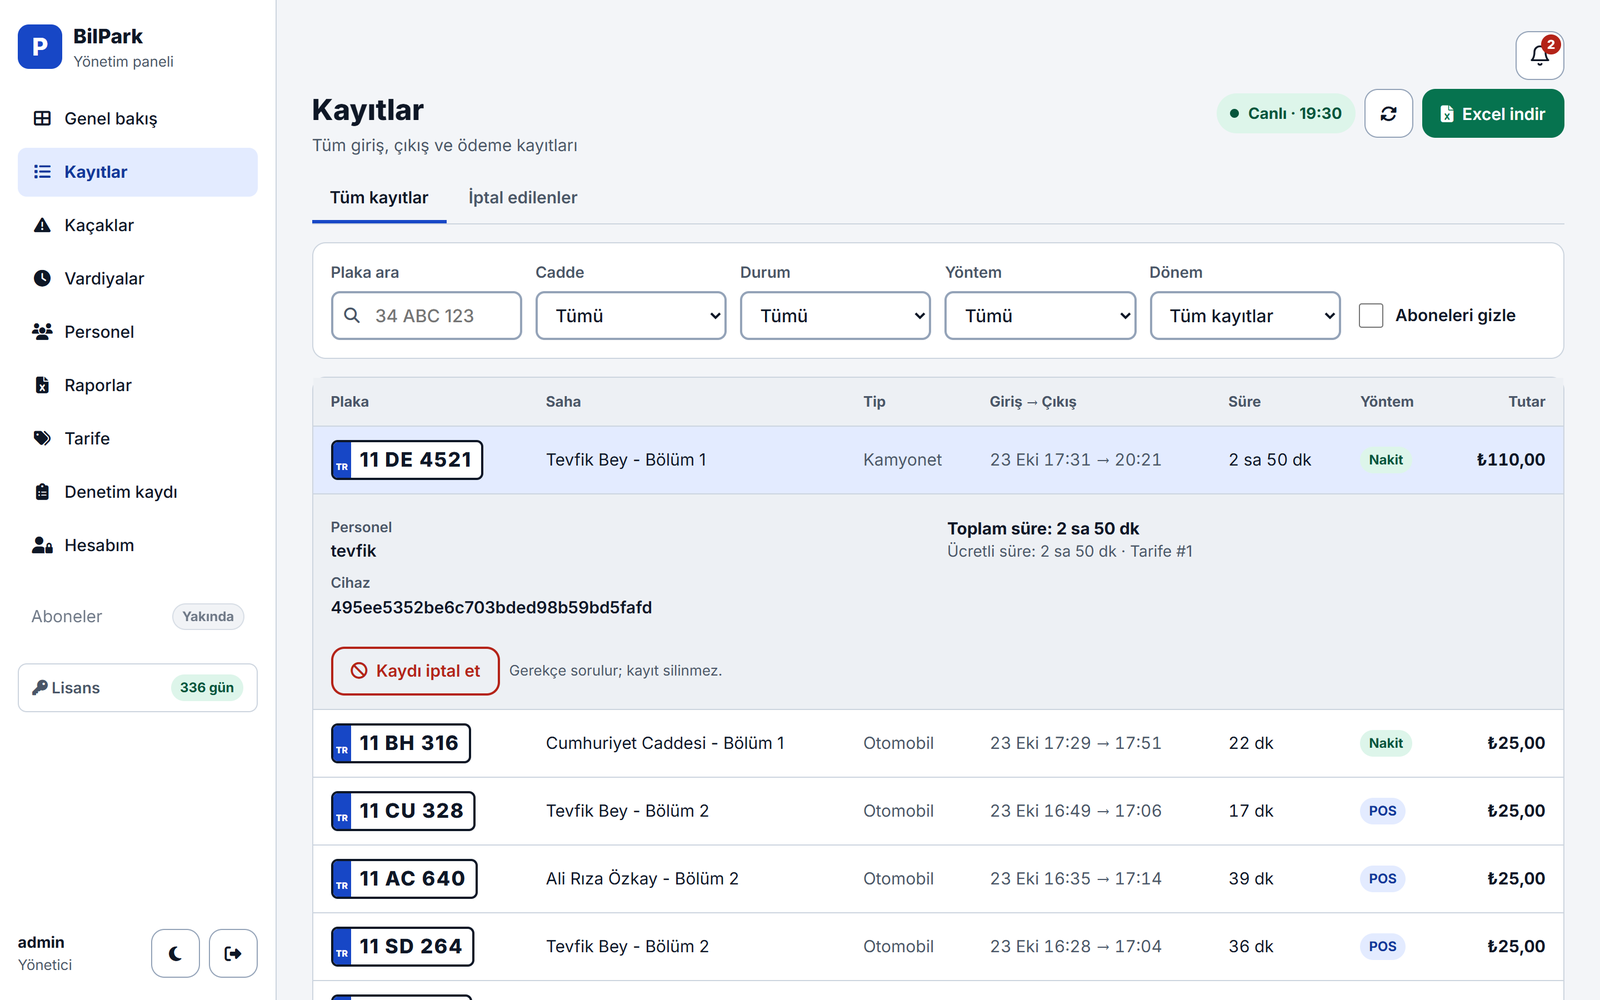 P
BilPark
Yönetim paneli
Genel bakış
Kayıtlar
Kaçaklar
Vardiyalar
Personel
Raporlar
Tarife
Denetim kaydı
Hesabım
Aboneler
Yakında
Lisans
336 gün
admin
Yönetici
2
Kayıtlar
Tüm giriş, çıkış ve ödeme kayıtları
Canlı · 19:30
Excel indir
Tüm kayıtlar
İptal edilenler
Plaka ara
Cadde
Durum
Yöntem
Dönem
34 ABC 123
Tümü
Tümü
Tümü
Tüm kayıtlar
Aboneleri gizle
Plaka Saha Tip Giriş → Çıkış Süre Yöntem Tutar
TR 11 DE 4521 Tevfik Bey - Bölüm 1 Kamyonet 23 Eki 17:31 → 20:21 2 sa 50 dk Nakit ₺110,00
Personel
tevfik
Cihaz
495ee5352be6c703bded98b59bd5fafd
Toplam süre: 2 sa 50 dk
Ücretli süre: 2 sa 50 dk · Tarife #1
Kaydı iptal et
Gerekçe sorulur; kayıt silinmez.
TR 11 BH 316 Cumhuriyet Caddesi - Bölüm 1 Otomobil 23 Eki 17:29 → 17:51 22 dk Nakit ₺25,00
TR 11 CU 328 Tevfik Bey - Bölüm 2 Otomobil 23 Eki 16:49 → 17:06 17 dk POS ₺25,00
TR 11 AC 640 Ali Rıza Özkay - Bölüm 2 Otomobil 23 Eki 16:35 → 17:14 39 dk POS ₺25,00
TR 11 SD 264 Tevfik Bey - Bölüm 2 Otomobil 23 Eki 16:28 → 17:04 36 dk POS ₺25,00